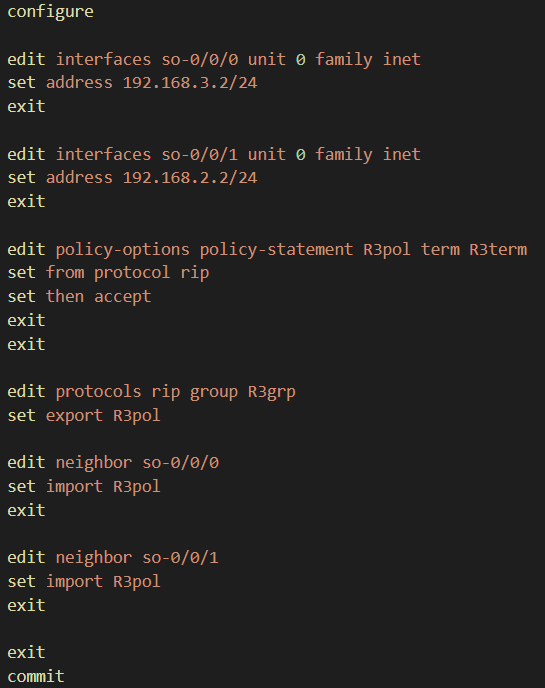 configure
edit interfaces so-0/0/0 unit 0 family inet
set address 192.168.3.2/24
exit
edit interfaces so-0/0/1 unit 0 family inet
set address 192.168.2.2/24
exit
edit policy-options policy-statement R3pol term R3term
set from protocol rip
set then accept
exit
exit
edit protocols rip group R3grp
set export R3pol
edit neighbor so-0/0/0
set import R3pol
exit
edit neighbor so-0/0/1
set import R3pol
exit
exit
commit